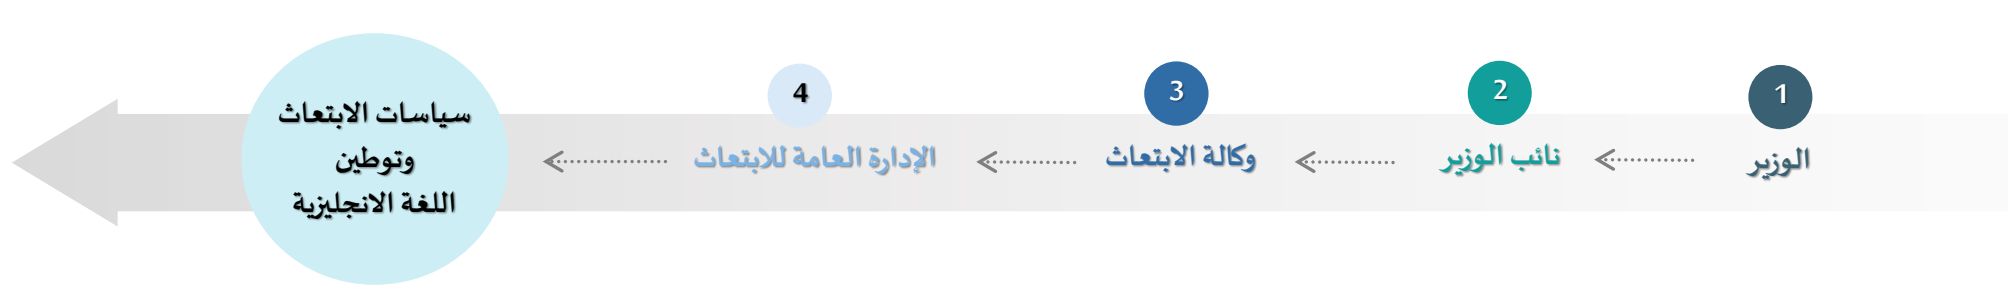 1
الوزير
2
نائب الوزير
3
وكالة الابتعاث
4
الإدارة العامة للابتعاث
سياسات الابتعاث
وتوطين
اللغة الانجليزية